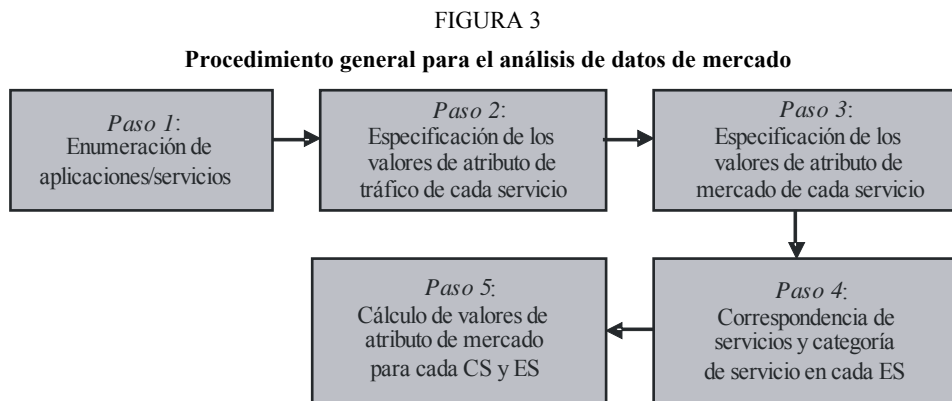 FIGURA 3
Procedimiento general para el análisis de datos de mercado
Paso 1:
Enumeración de
aplicaciones/servicios
Paso 2:
Especificación de los
valores de atributo de
tráfico de cada servicio
Paso 3:
Especificación de los
valores de atributo de
mercado de cada servicio
Paso 4:
Correspondencia de
servicios y categoría
de servicio en cada ES
Paso 5:
Cálculo de valores de
atributo de mercado
para cada CS y ES